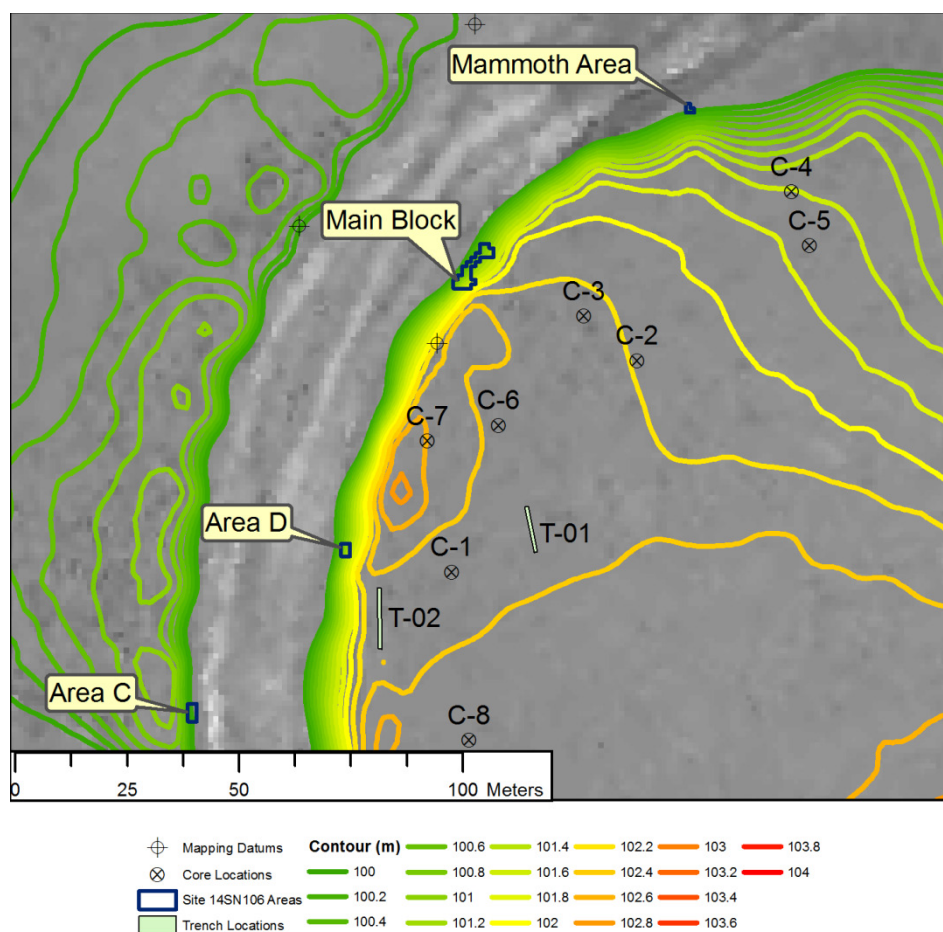 Mammoth Area
C-4
Main Block
C-5
C-3
C-2
C-6
C-7
Area D
T-01
C-1
T-02
Area C
C-8
0 25 50 100 Meters
Mapping Datums
Core Locations
Site 14SN106 Areas
Trench Locations
Contour (m)
100
100.2
100.4
100.6
100.8
101
101.2
101.4
101.6
101.8
102
102.2
102.4
102.6
102.8
103
103.2
103.4
103.6
103.8
104